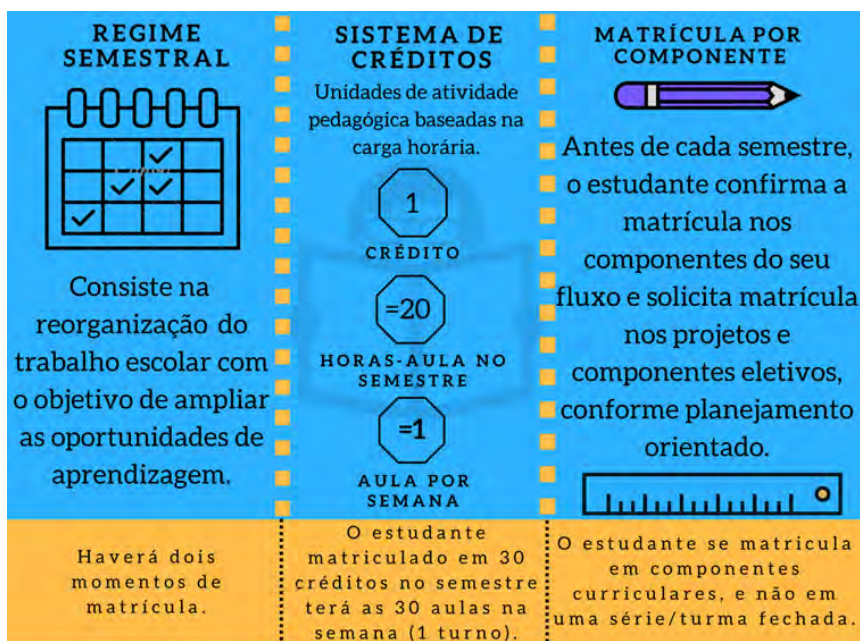 REGIME
SEMESTRAL
Consiste na
reorganização do
trabalho escolar com
o objetivo de ampliar
as oportunidades de
aprendizagem.
Haverá dois
momentos de
matrícula.
SISTEMA DE
CRÉDITOS
Unidades de atividade
pedagógica baseadas na
carga horária.
1
CRÉDITO
=20
HORAS-AULA NO
SEMESTRE
=1
AULA POR
SEMANA
O estudante
matriculado em 30
créditos no semestre
terá as 30 aulas na
semana (1 turno).
MATRÍCULA POR
COMPONENTE
Antes de cada semestre,
o estudante confirma a
matrícula nos
componentes do seu
fluxo e solicita matrícula
nos projetos e
componentes eletivos,
conforme planejamento
orientado.
O estudante se matricula
em componentes
curriculares, e não em
uma série/turma fechada.